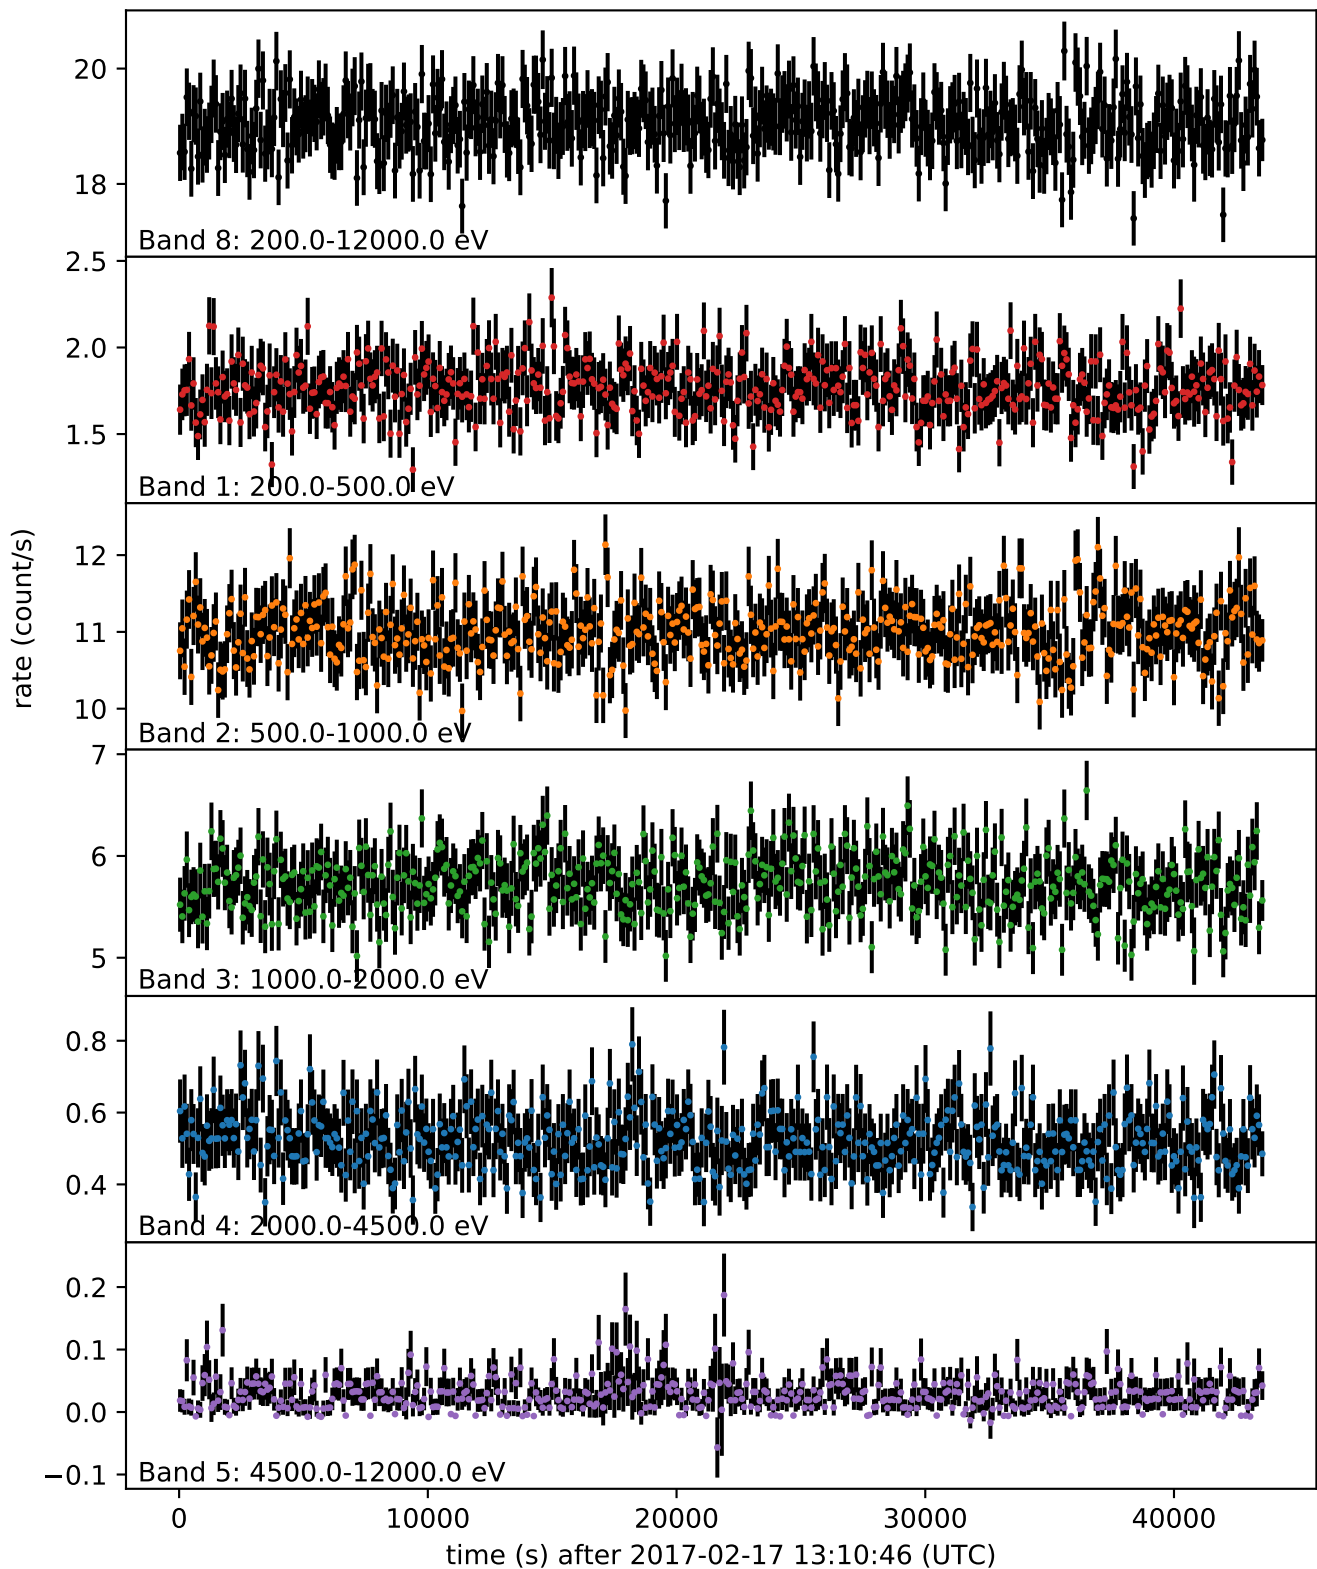 20
18
Band 8: 200.0-12000.0 eV
2.5
2.0
1.5
Band 1: 200.0-500.0 eV
rate (count/s)
12
11
10
Band 2: 500.0-1000.0 eV
7
6
5
Band 3: 1000.0-2000.0 eV
0.8
0.6
0.4
Band 4: 2000.0-4500.0 eV
0.2
0.1
0.0
−0.1
Band 5: 4500.0-12000.0 eV
0 10000 20000 30000 40000
time (s) after 2017-02-17 13:10:46 (UTC)